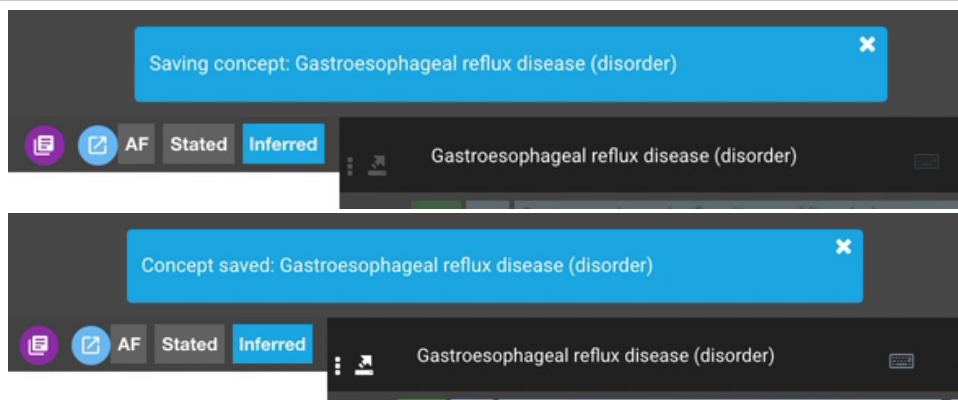 Saving concept: Gastroesophageal reflux disease (disorder)
AF Stated Inferred
Gastroesophageal reflux disease (disorder)
Concept saved: Gastroesophageal reflux disease (disorder)
AF Stated Inferred
Gastroesophageal reflux disease (disorder)